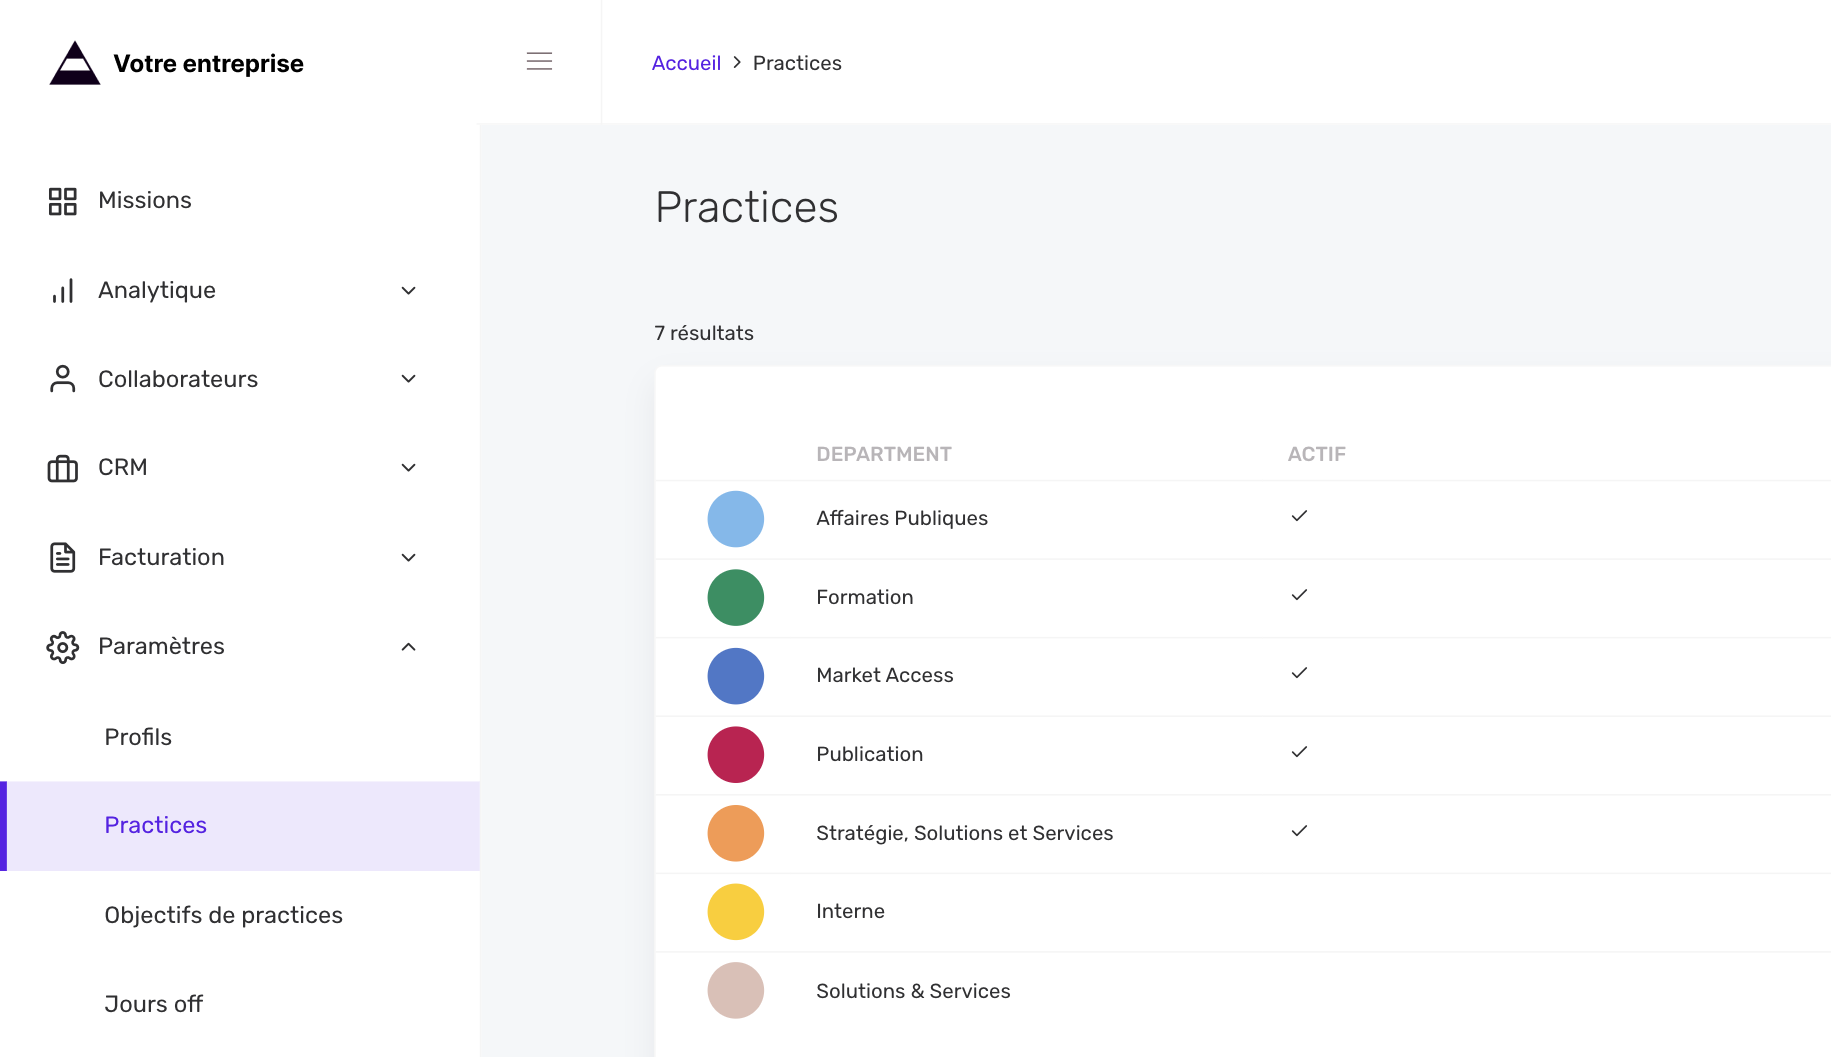 Votre entreprise
Accueil > Practices
Missions
Analytique
Collaborateurs
CRM
Facturation
Paramètres
Profils
Practices
Objectifs de practices
Jours off
Practices
7 résultats
DEPARTMENT ACTIF
Affaires Publiques ✓
Formation ✓
Market Access ✓
Publication ✓
Stratégie, Solutions et Services ✓
Interne
Solutions & Services